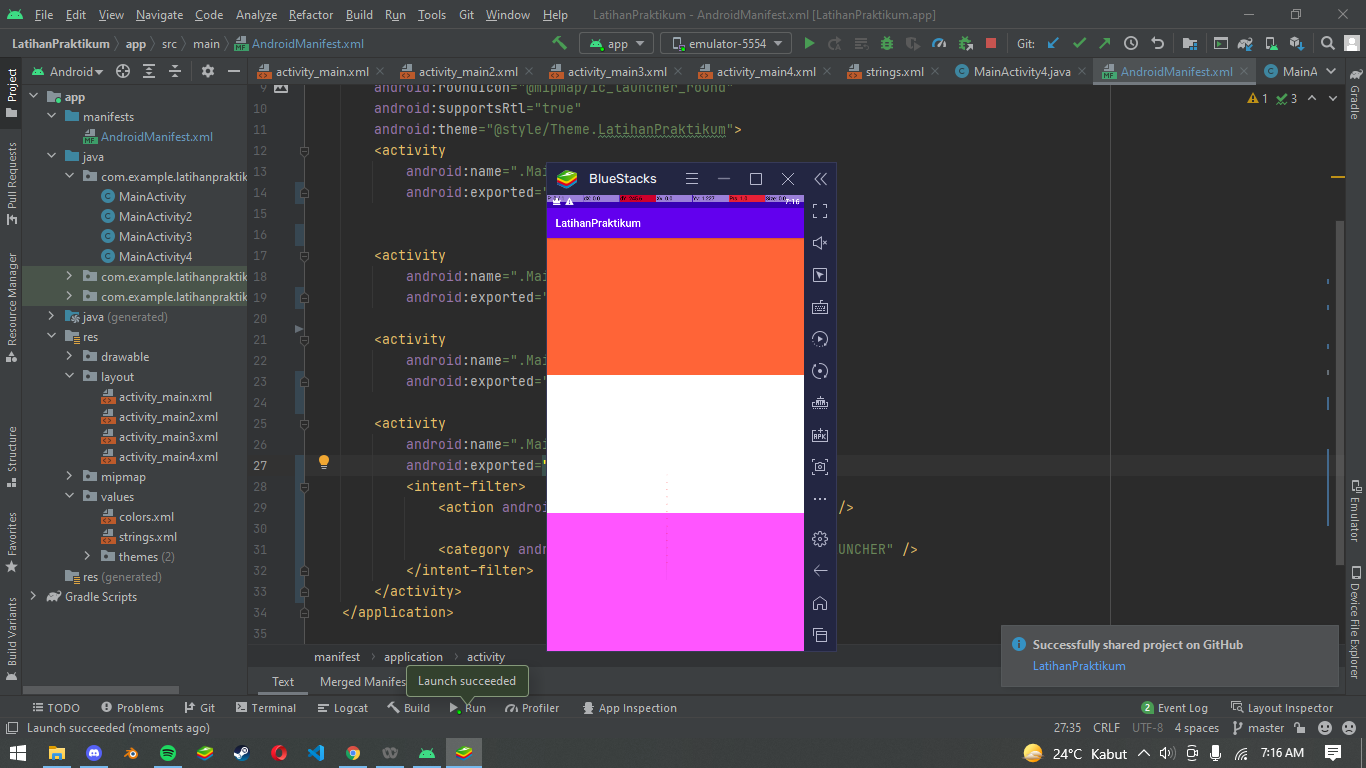 File Edit View Navigate Code Analyze Refactor Build Run Tools Git Window Help LatihanPraktikum - AndroidManifest.xml [LatihanPraktikum.app]
LatihanPraktikum app src main AndroidManifest.xml app emulator-5554 Git:
Android activity_main.xml activity_main2.xml activity_main3.xml activity_main4.xml strings.xml MainActivity4.java AndroidManifest.xml MainA
Project
Pull Requests
Resource Manager
Structure
Favorites
Build Variants
app
manifests
AndroidManifest.xml
java
com.example.latihanpraktik
MainActivity
MainActivity2
MainActivity3
MainActivity4
com.example.latihanpraktik
com.example.latihanpraktik
java (generated)
res
drawable
layout
activity_main.xml
activity_main2.xml
activity_main3.xml
activity_main4.xml
mipmap
values
colors.xml
strings.xml
themes (2)
res (generated)
Gradle Scripts
9 android:roundIcon="@mipmap/ic_launcher_round"
10 android:supportsRtl="true"
11 android:theme="@style/Theme.LatihanPraktikum">
12 <activity
13 android:name=".Mai
14 android:exported="
15
16
17 <activity
18 android:name=".Mai
19 android:exported="
20
21 <activity
22 android:name=".Mai
23 android:exported="
24
25 <activity
26 android:name=".Mai
27 android:exported="
28 <intent-filter>
29 <action androi />
30
31 <category andr UNCHER" />
32 </intent-filter>
33 </activity>
34 </application>
35
1 3
BlueStacks
7:16
LatihanPraktikum
APK
Gradle
Emulator
Device File Explorer
Successfully shared project on GitHub
LatihanPraktikum
manifest application activity
Text Merged Manifes
Launch succeeded
TODO Problems Git Terminal Logcat Build Run Profiler App Inspection 2 Event Log Layout Inspector
Launch succeeded (moments ago) 27:35 CRLF UTF-8 4 spaces master
24°C Kabut 7:16 AM